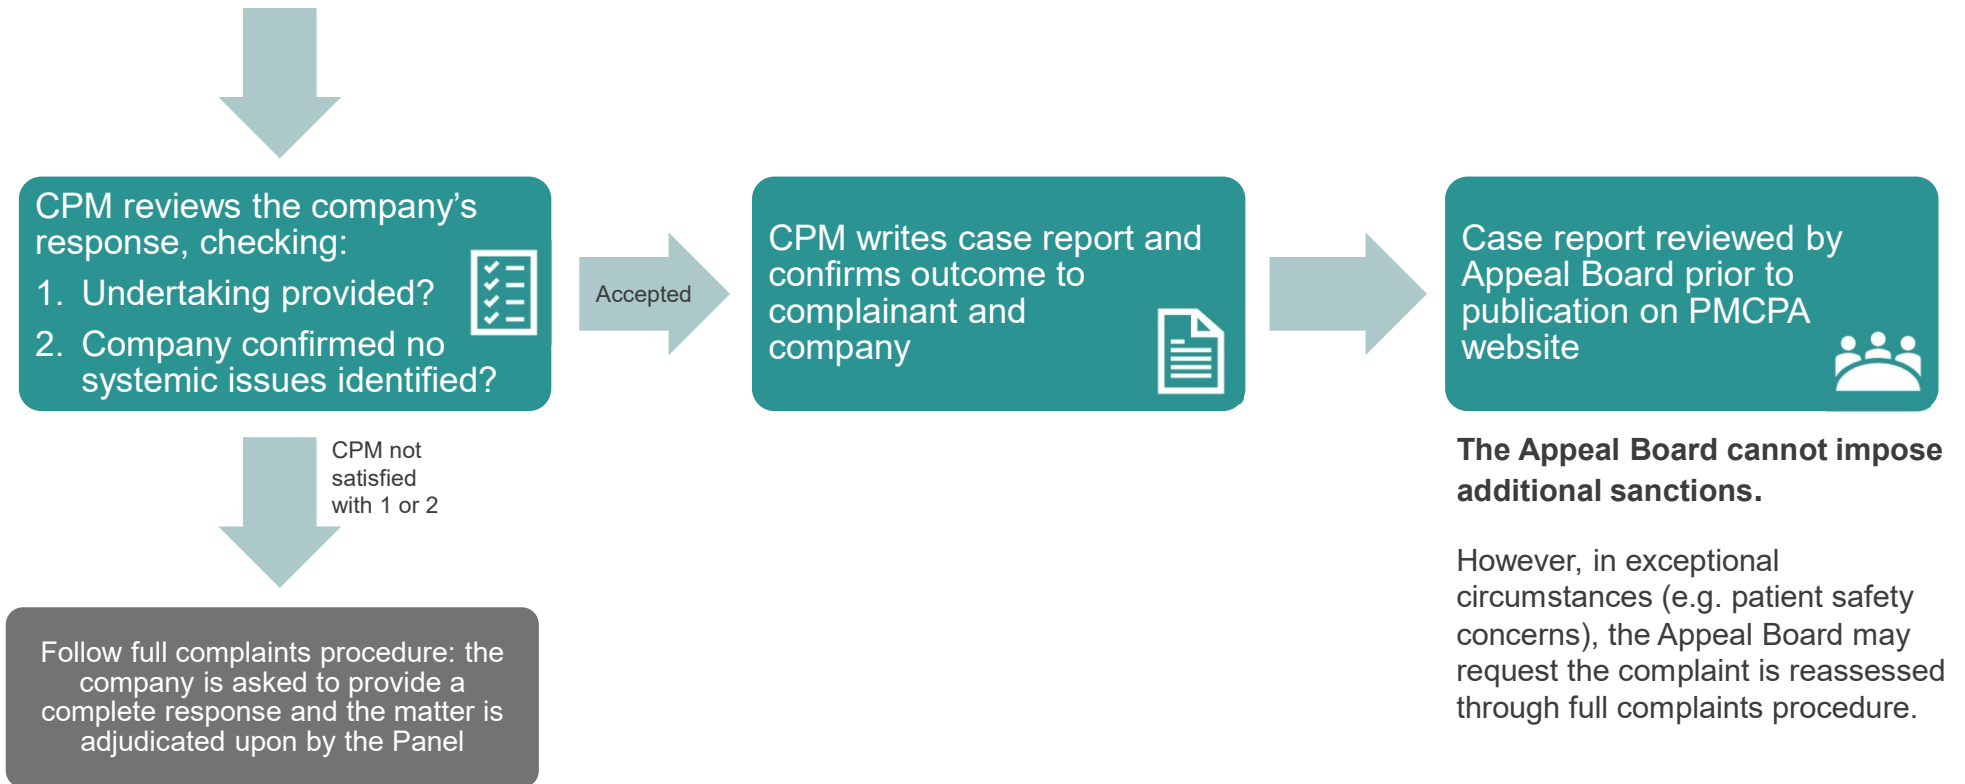 CPM reviews the company’s
response, checking:
1. Undertaking provided?
2. Company confirmed no
systemic issues identified?
Accepted
CPM writes case report and
confirms outcome to
complainant and
company
Case report reviewed by
Appeal Board prior to
publication on PMCPA
website
CPM not
satisfied
with 1 or 2
Follow full complaints procedure: the
company is asked to provide a
complete response and the matter is
adjudicated upon by the Panel
The Appeal Board cannot impose
additional sanctions.
However, in exceptional
circumstances (e.g. patient safety
concerns), the Appeal Board may
request the complaint is reassessed
through full complaints procedure.